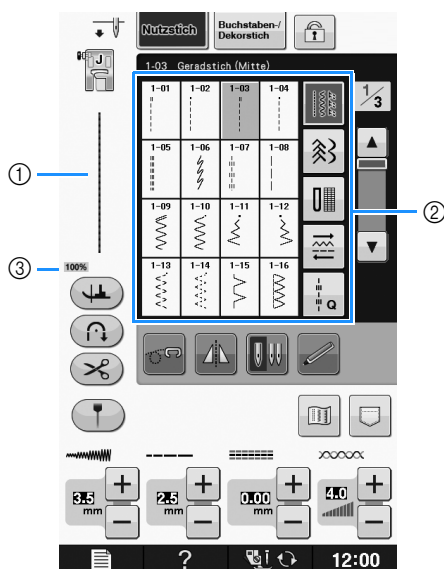 Nutzstich
Buchstaben-/
Dekorstich
J
1-03 Geradstich (Mitte)
1/3
1-01 1-02 1-03 1-04
1-05 1-06 1-07 1-08
1-09 1-10 1-11 1-12
1-13 1-14 1-15 1-16
Q
① ② ③
100%
3.5 mm + −
2.5 mm + −
0.00 mm + −
4.0 + −
? 12:00